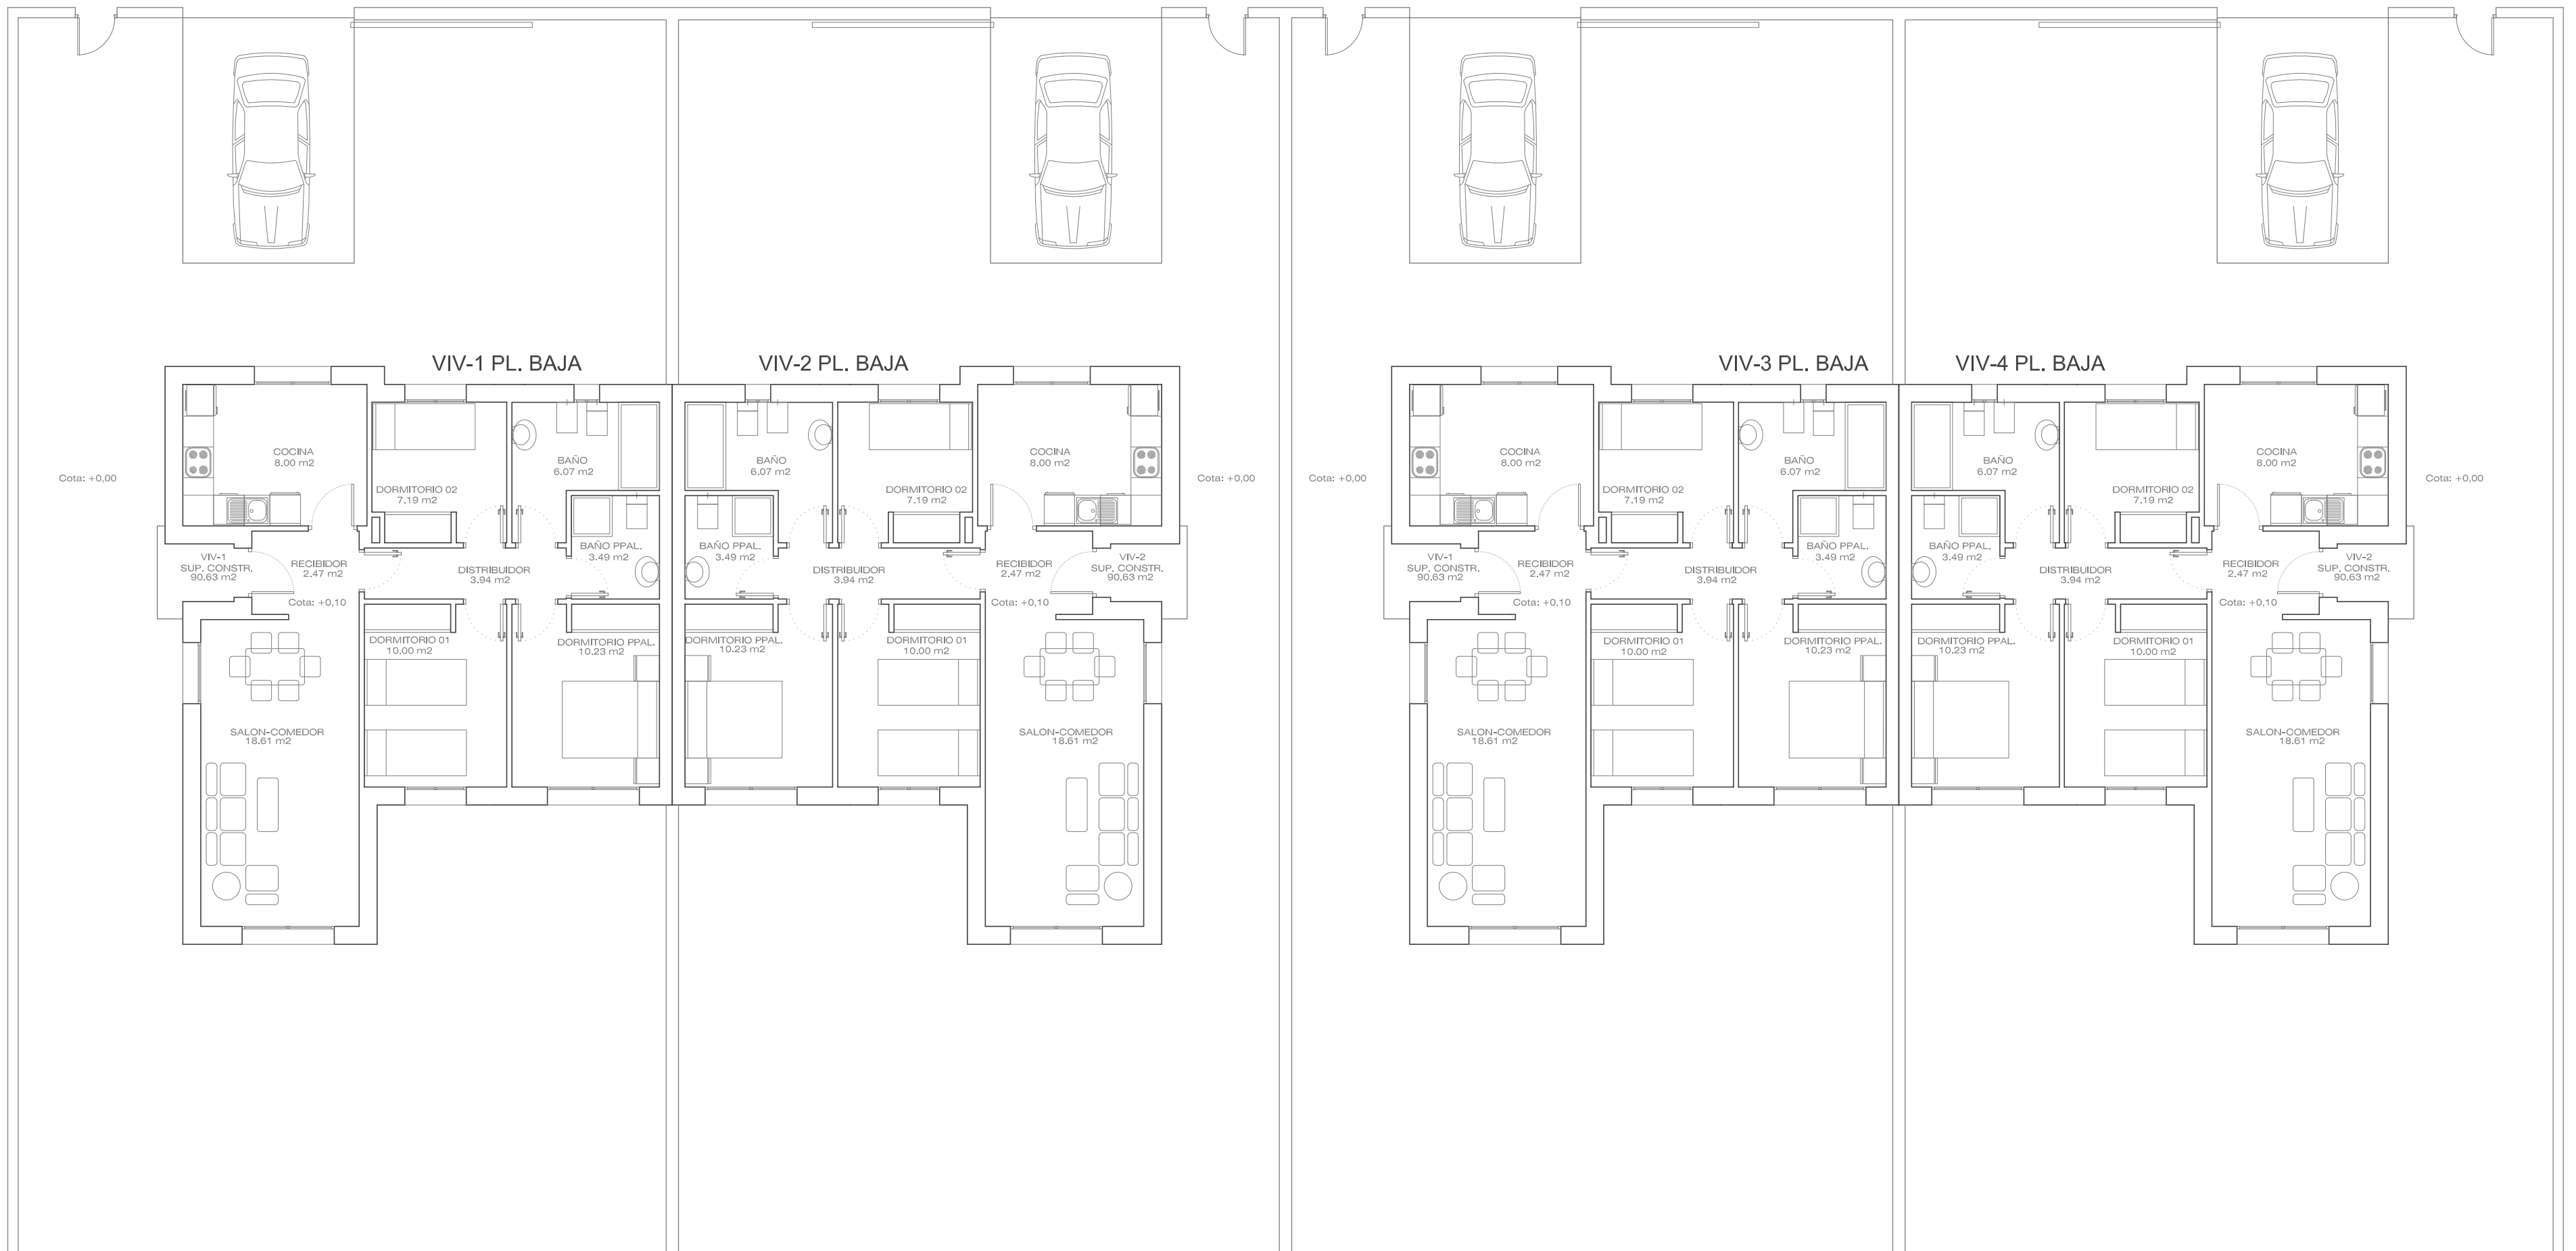 VIV-1 PL. BAJA
VIV-2 PL. BAJA
VIV-3 PL. BAJA
VIV-4 PL. BAJA
COCINA
8.00 m2
BAÑO
6.07 m2
DORMITORIO 02
7.19 m2
Cota: +0,00
BAÑO PPAL.
3.49 m2
VIV-1
SUP. CONSTR.
90.63 m2
RECIBIDOR
2.47 m2
DISTRIBUIDOR
3.94 m2
Cota: +0,10
DORMITORIO 01
10.00 m2
DORMITORIO PPAL.
10.23 m2
SALON-COMEDOR
18.61 m2
BAÑO
6.07 m2
COCINA
8.00 m2
DORMITORIO 02
7.19 m2
Cota: +0,00
BAÑO PPAL.
3.49 m2
DISTRIBUIDOR
3.94 m2
RECIBIDOR
2.47 m2
VIV-2
SUP. CONSTR.
90.63 m2
Cota: +0,10
DORMITORIO PPAL.
10.23 m2
DORMITORIO 01
10.00 m2
SALON-COMEDOR
18.61 m2
COCINA
8.00 m2
BAÑO
6.07 m2
DORMITORIO 02
7.19 m2
Cota: +0,00
BAÑO PPAL.
3.49 m2
VIV-1
SUP. CONSTR.
90.63 m2
RECIBIDOR
2.47 m2
DISTRIBUIDOR
3.94 m2
Cota: +0,10
DORMITORIO 01
10.00 m2
DORMITORIO PPAL.
10.23 m2
SALON-COMEDOR
18.61 m2
BAÑO
6.07 m2
COCINA
8.00 m2
DORMITORIO 02
7.19 m2
Cota: +0,00
BAÑO PPAL.
3.49 m2
DISTRIBUIDOR
3.94 m2
RECIBIDOR
2.47 m2
VIV-2
SUP. CONSTR.
90.63 m2
Cota: +0,10
DORMITORIO PPAL.
10.23 m2
DORMITORIO 01
10.00 m2
SALON-COMEDOR
18.61 m2